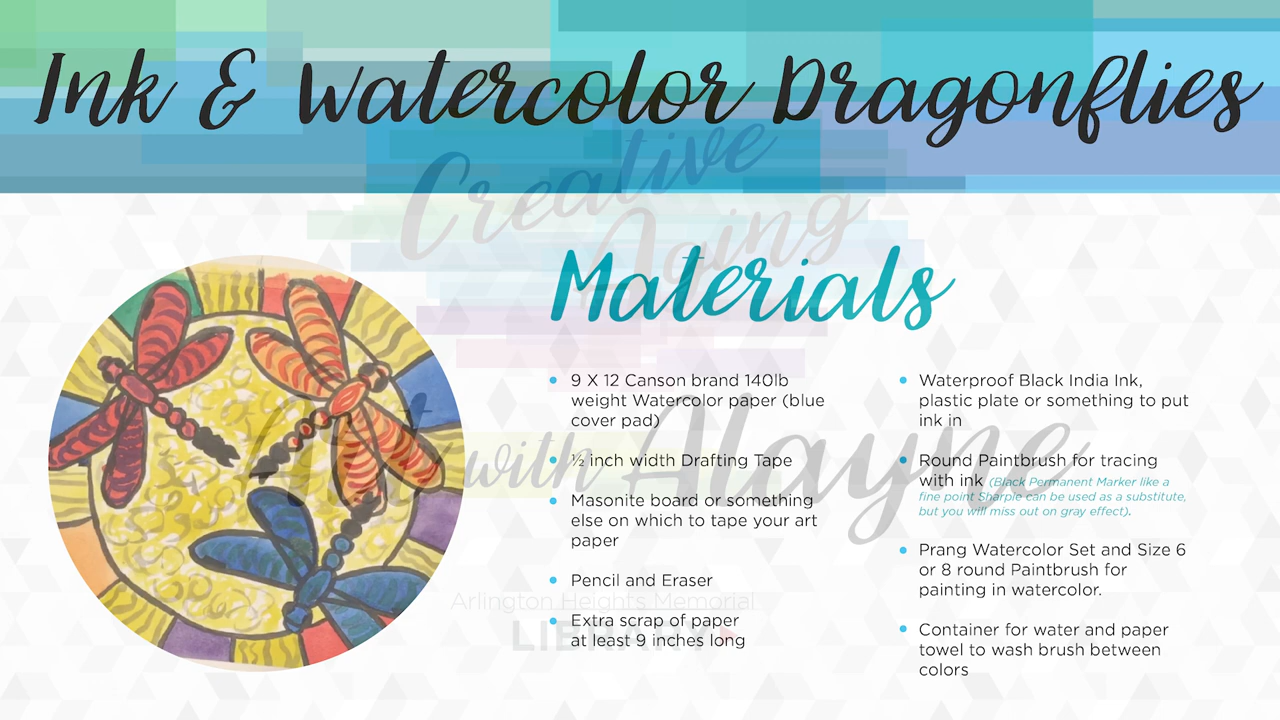 Ink & Watercolor Dragonflies
Creative
Aging
Materials
Art with Alayne
9 X 12 Canson brand 140lb
weight Watercolor paper (blue
cover pad)
½ inch width Drafting Tape
Masonite board or something
else on which to tape your art
paper
Pencil and Eraser
Extra scrap of paper
at least 9 inches long
Waterproof Black India Ink,
plastic plate or something to put
ink in
Round Paintbrush for tracing
with ink (Black Permanent Marker like a
fine point Sharpie can be used as a substitute,
but you will miss out on gray effect).
Prang Watercolor Set and Size 6
or 8 round Paintbrush for
painting in watercolor.
Container for water and paper
towel to wash brush between
colors
Arlington Heights Memorial
LIBRARY